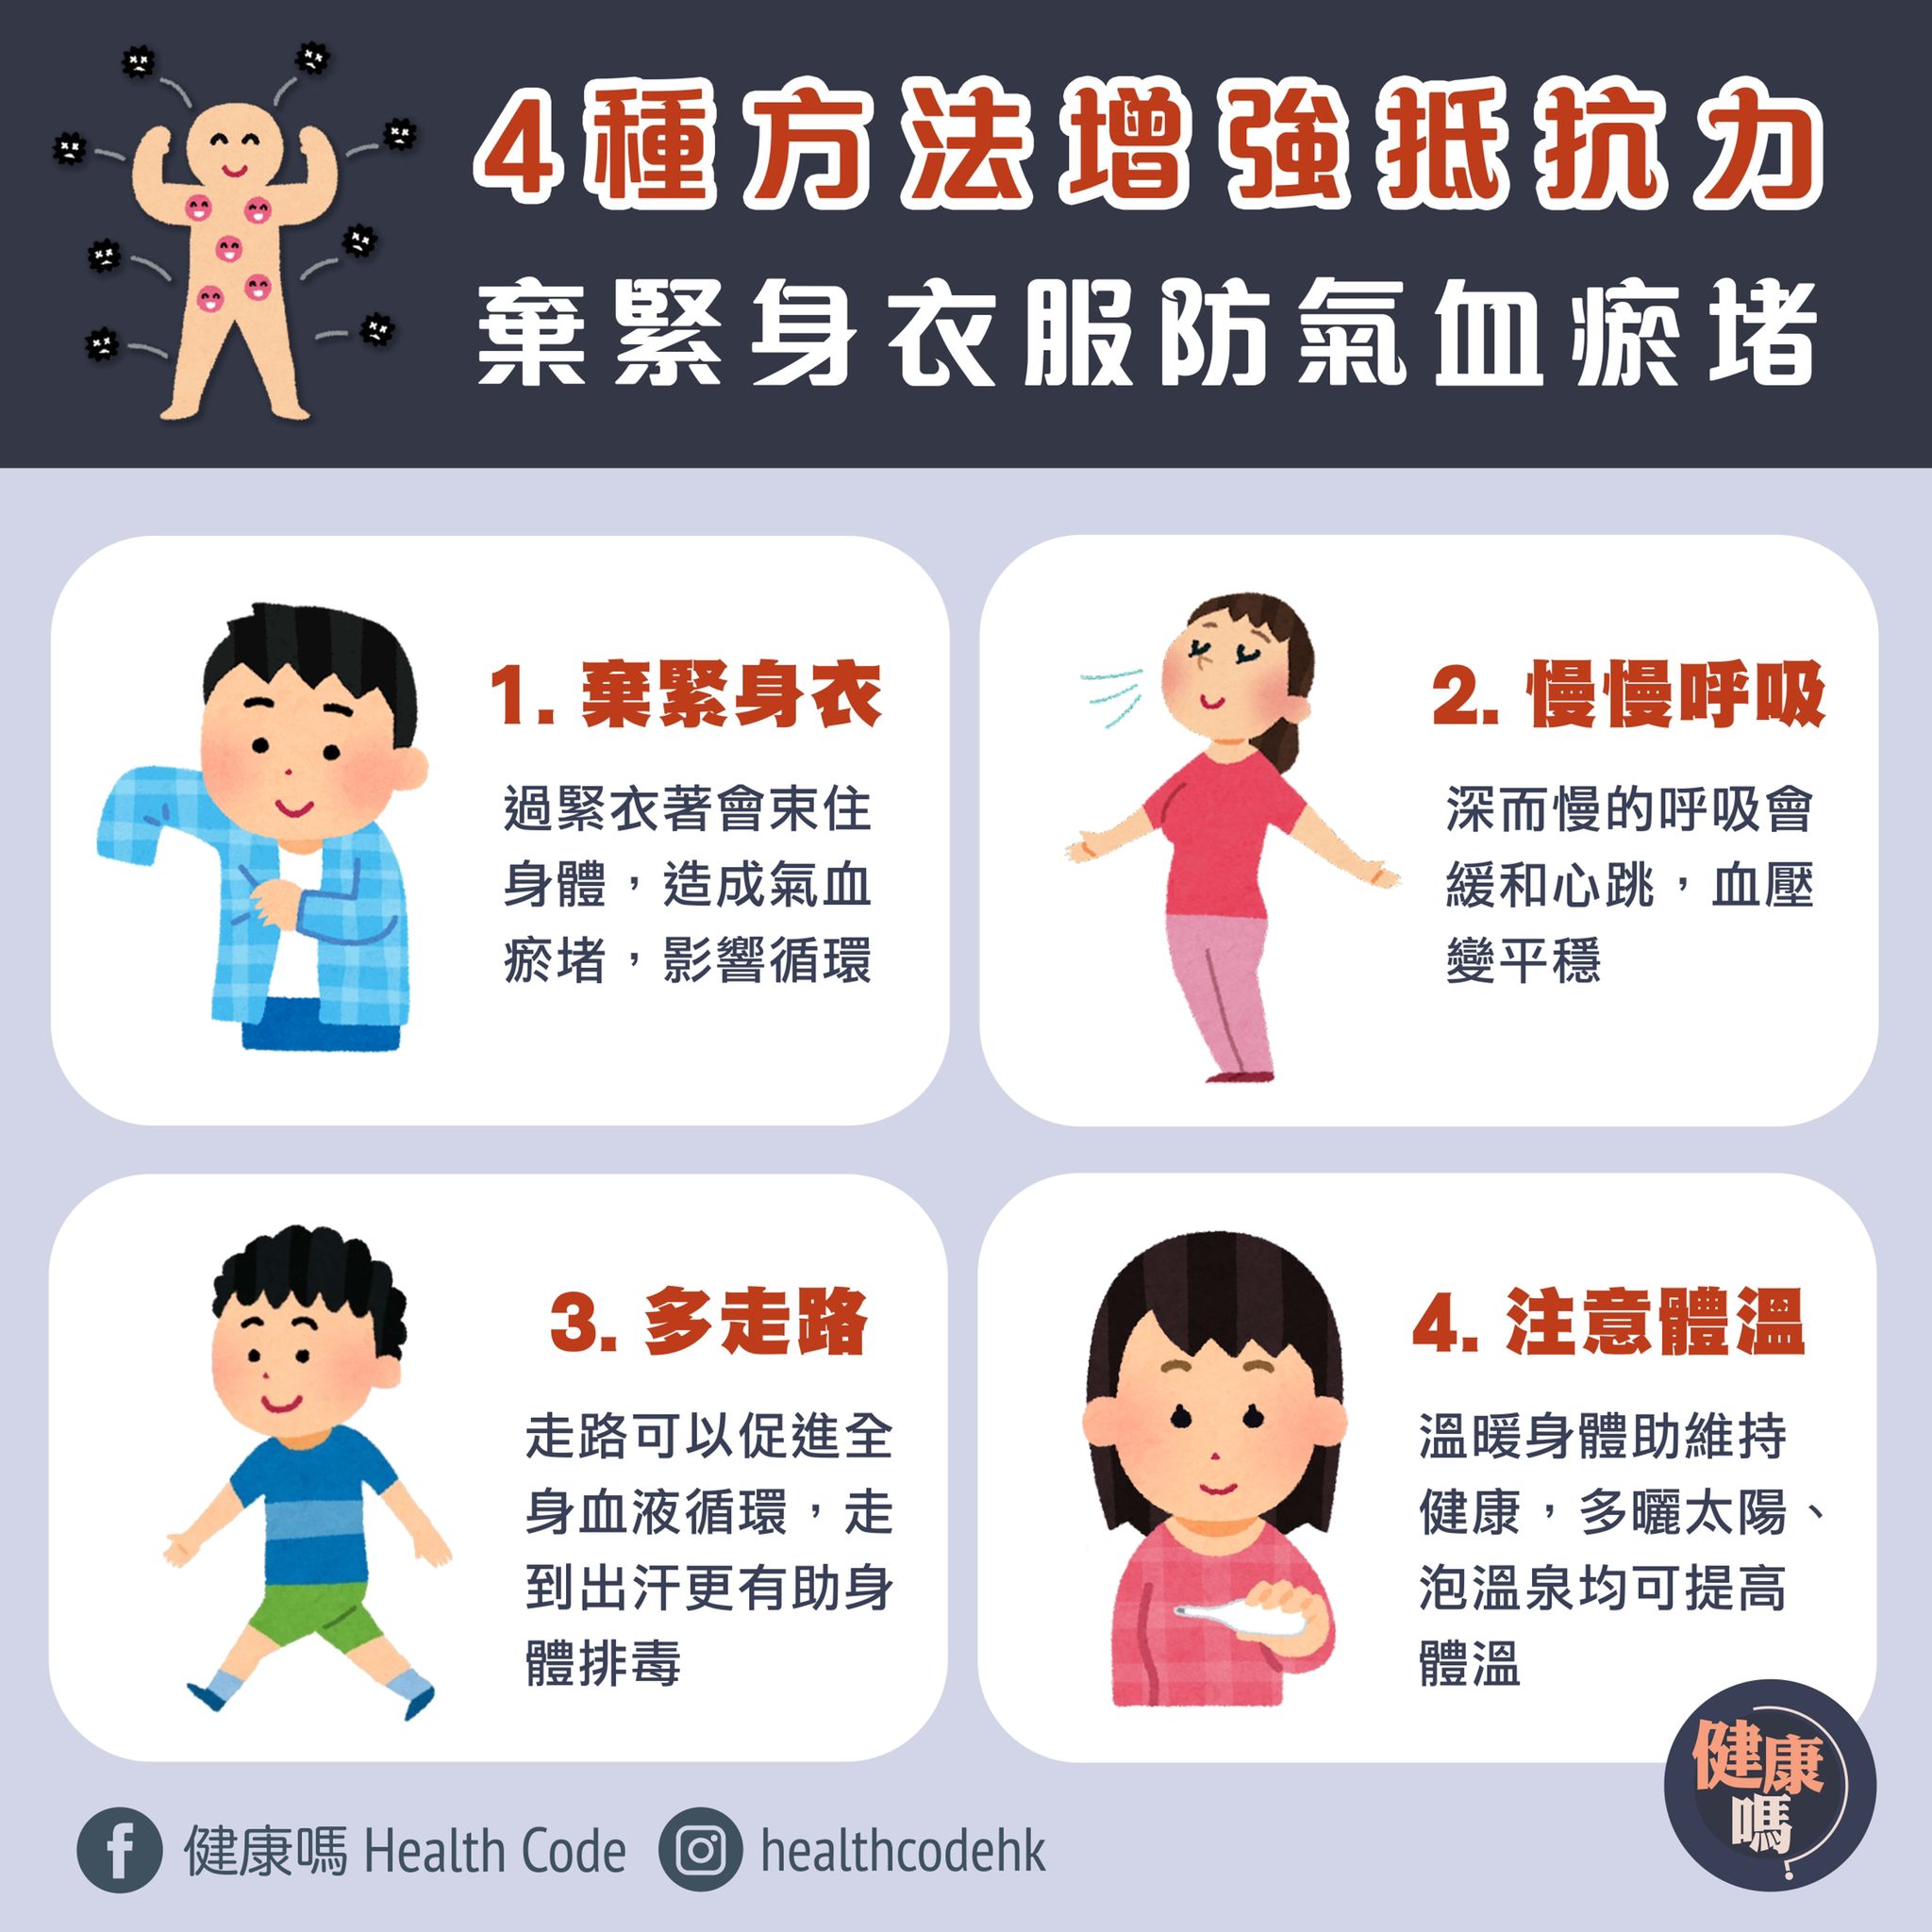 4種方法增強抵抗力
棄緊身衣服防氣血瘀堵
1. 棄緊身衣
過緊衣著會束住
身體，造成氣血
瘀堵，影響循環
2. 慢慢呼吸
深而慢的呼吸會
緩和心跳，血壓
變平穩
3. 多走路
走路可以促進全
身血液循環，走
到出汗更有助身
體排毒
4. 注意體溫
溫暖身體助維持
健康，多曬太陽、
泡溫泉均可提高
體溫
健康嗎 Health Code
healthcodehk
健康
嗎